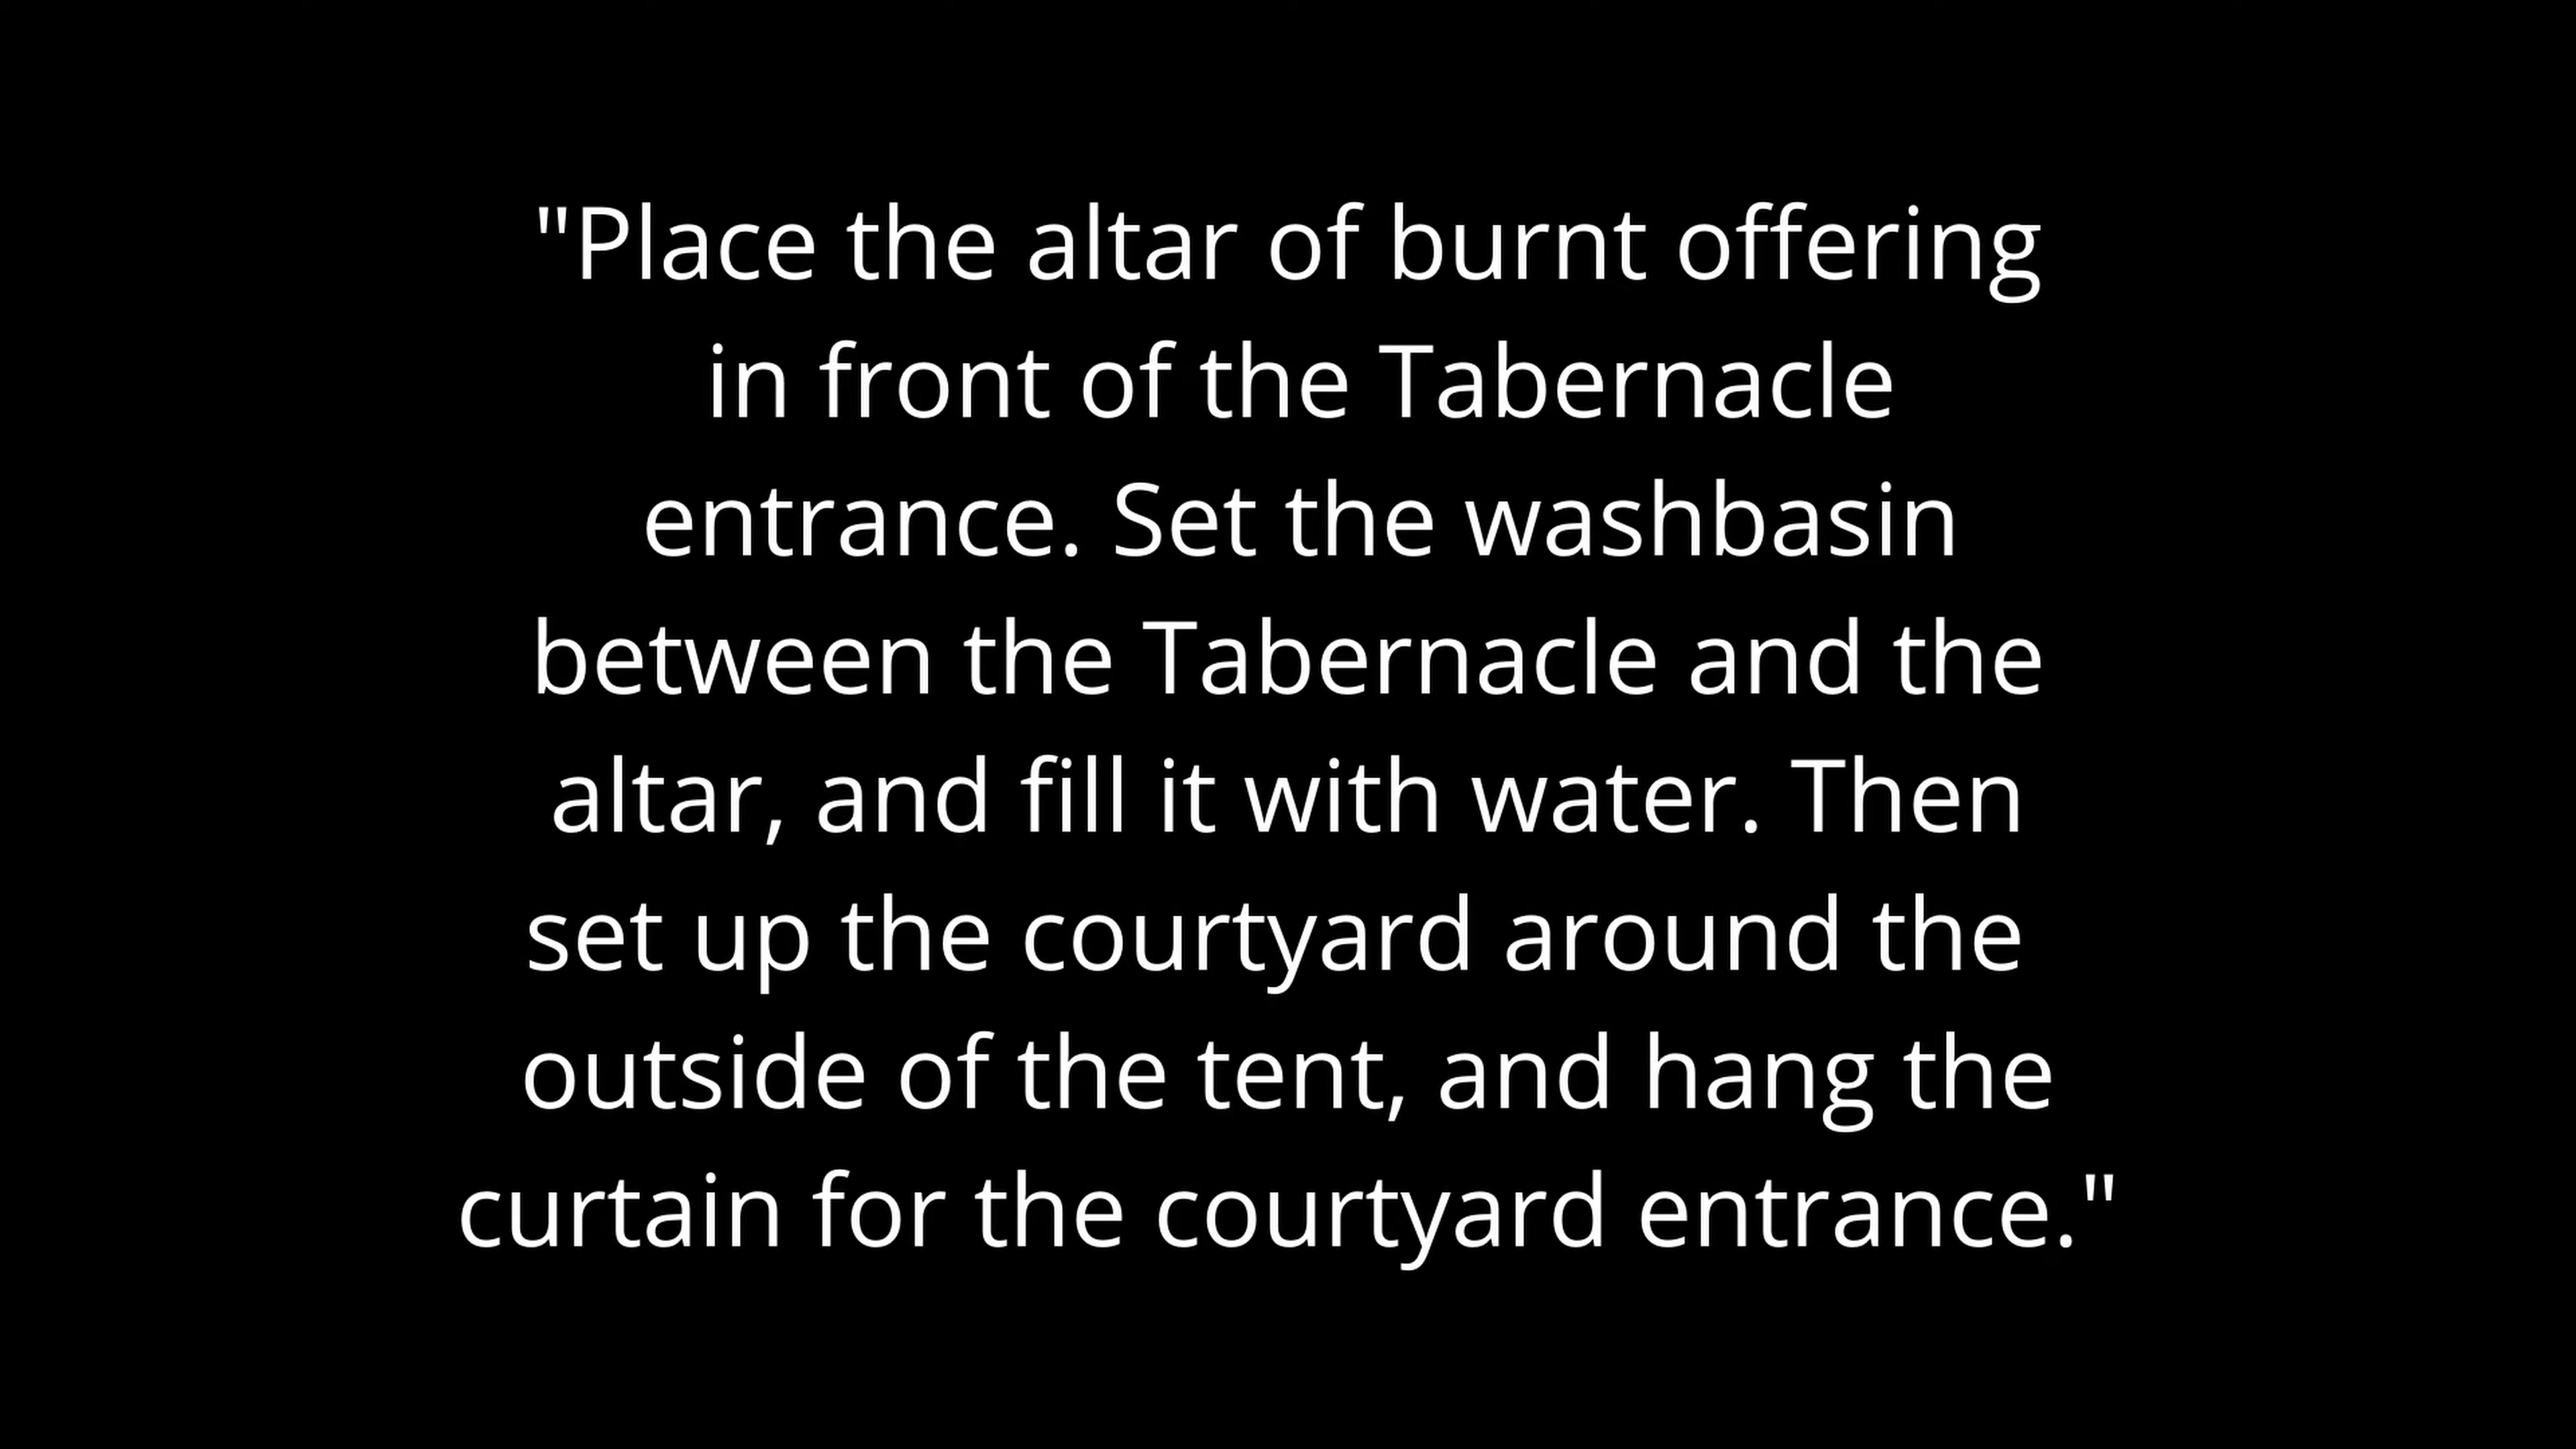 "Place the altar of burnt offering
in front of the Tabernacle
entrance. Set the washbasin
between the Tabernacle and the
altar, and fill it with water. Then
set up the courtyard around the
outside of the tent, and hang the
curtain for the courtyard entrance."